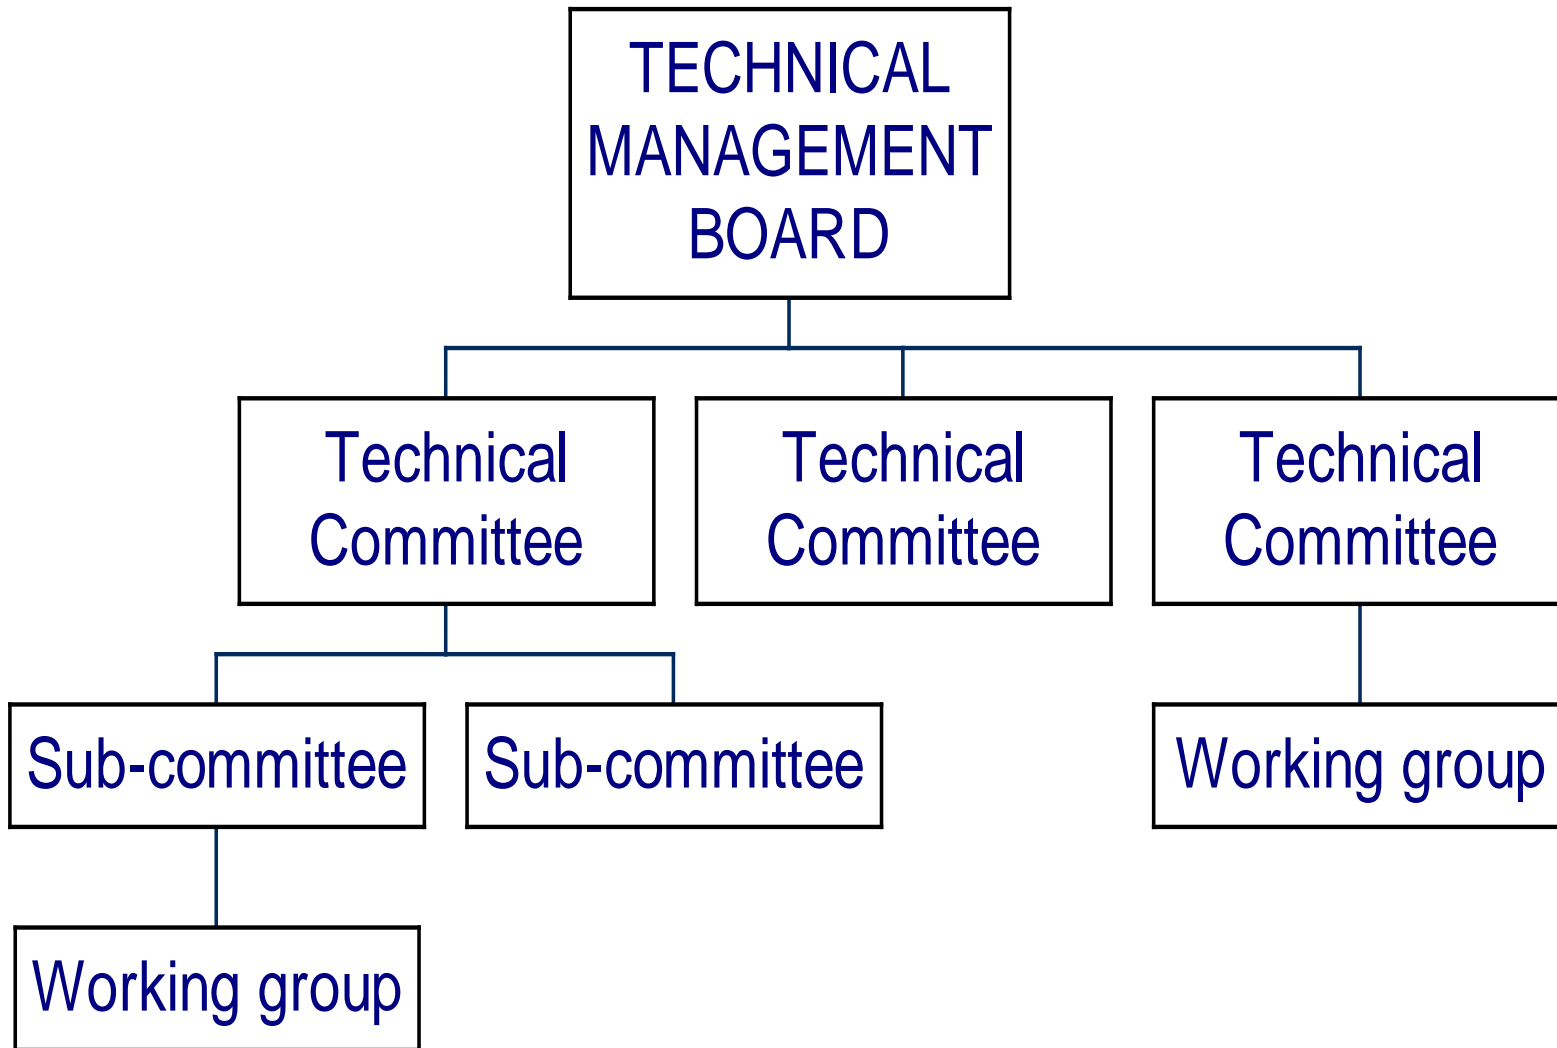 TECHNICAL
MANAGEMENT
BOARD
Technical
Committee
Technical
Committee
Technical
Committee
Sub-committee
Sub-committee
Working group
Working group